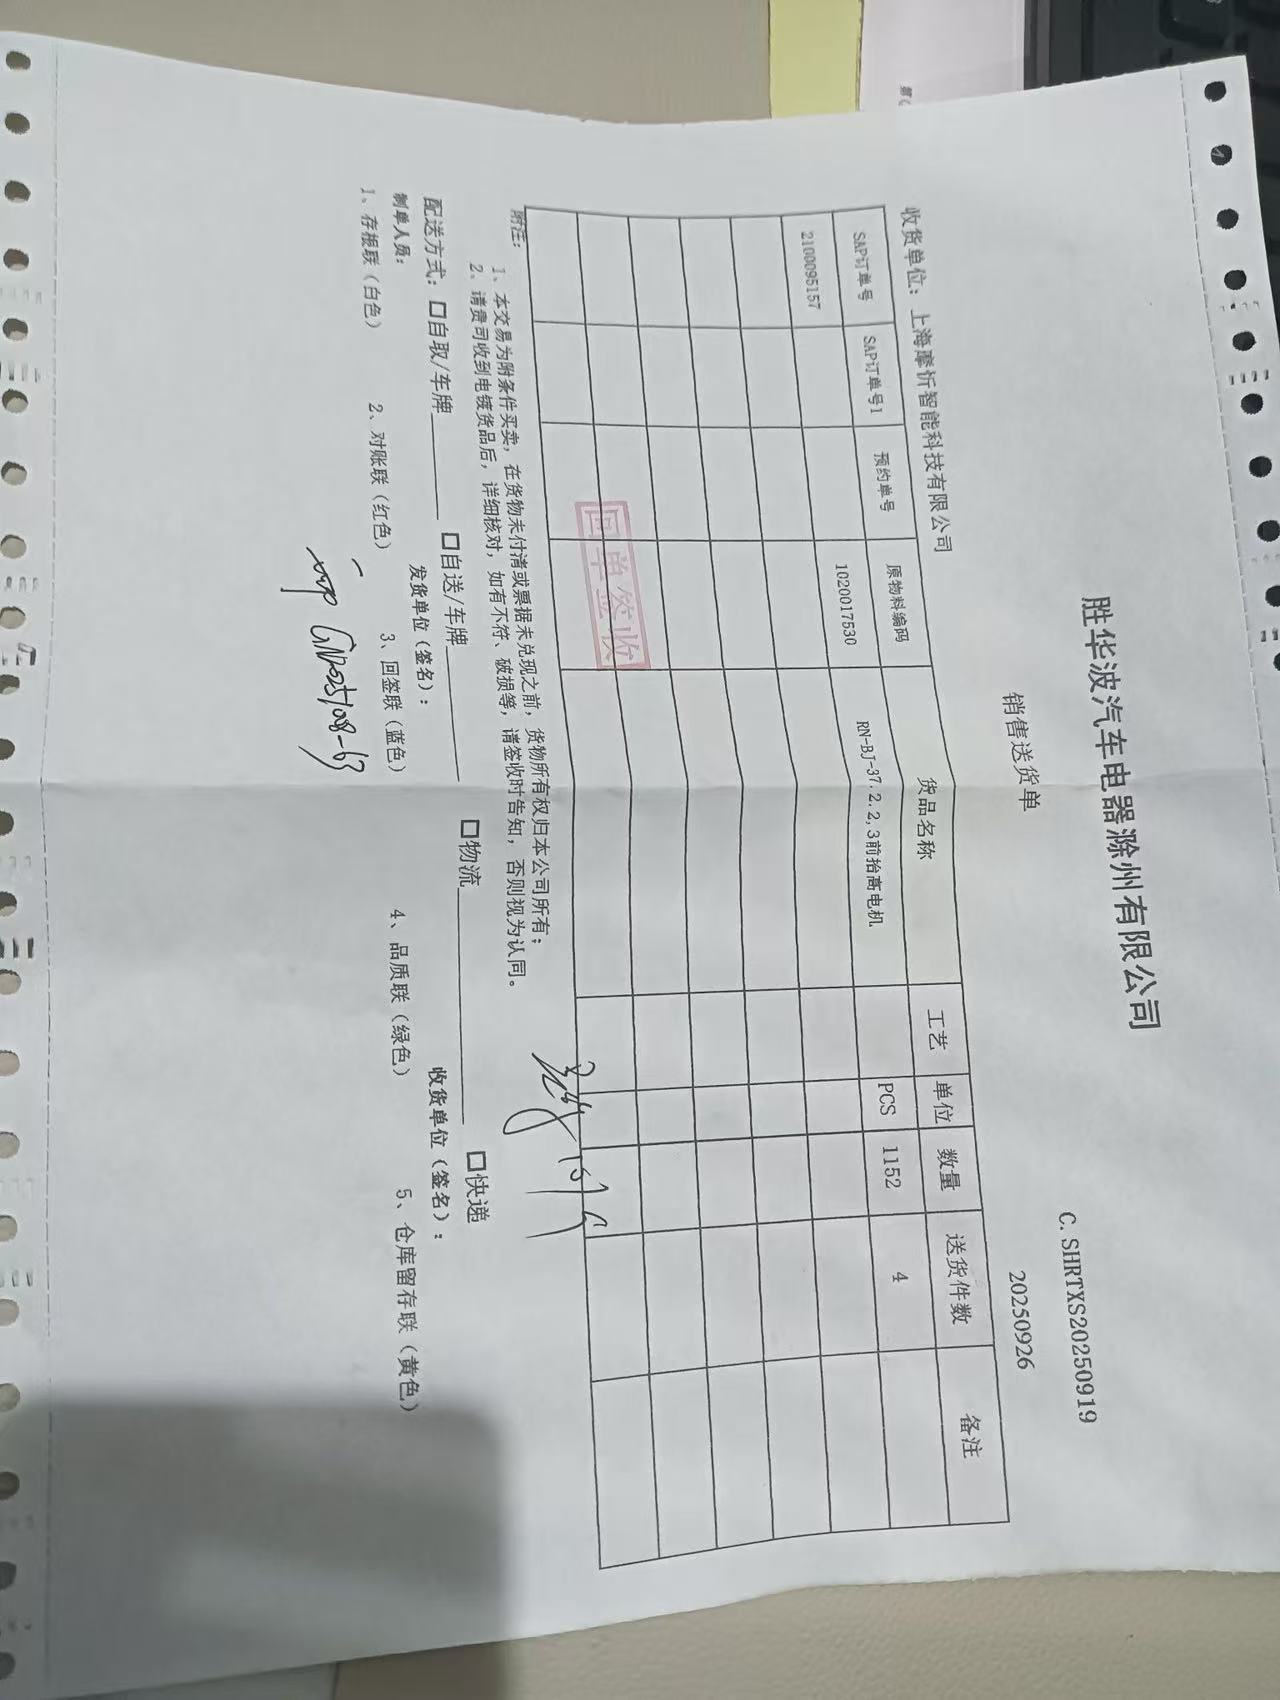 胜华波汽车电器滁州有限公司
C.SHRTXS20250919
销售送货单
20250926
收货单位：上海摩忻智能科技有限公司
SAP订单号 SAP订单号1 预约单号 原物料编码 货品名称 工艺 单位 数量 送货件数 备注
2100095157 1020017530 RN-BJ-37.2.2,3前抬高电机 PCS 1152 4
回单签收
附注：
1、本交易为附条件买卖，在货物未付清或票据未兑现之前，货物所有权归本公司所有；
2、请贵司收到电镀货品后，详细核对，如有不符、破损等，请签收时告知，否则视为认同。
配送方式：□自取/车牌 □自送/车牌 □物流 □快递
制单人员： 发货单位（签名）： 收货单位（签名）：
1、存根联（白色） 2、对账联（红色） 3、回签联（蓝色） 4、品质联（绿色） 5、仓库留存联（黄色）